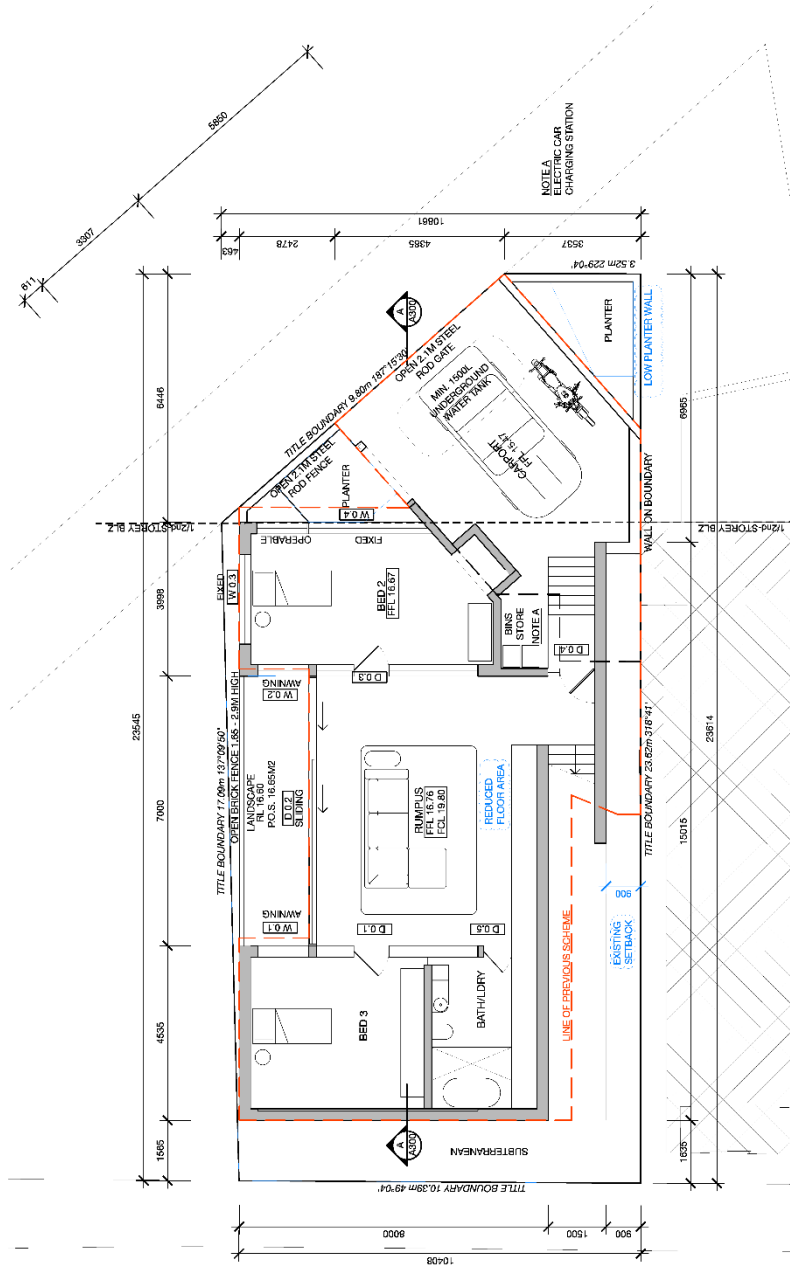 5850
3307
611
NOTE A
ELECTRIC CAR
CHARGING STATION
10861
463
2478
4385
3537
3.52m 229°04'
23545
6446
3998
7000
4535
1565
A
A300
TITLE BOUNDARY 9.80m 187°15'30"
OPEN 2.1M STEEL
ROD GATE
OPEN 2.1M STEEL
ROD FENCE
PLANTER
MIN. 1500L
UNDERGROUND
WATER TANK
CARPORT
FFL 15.47
PLANTER
LOW PLANTER WALL
6965
1/2nd-STOREY BLZ
1/2nd-STOREY BLZ
WALL ON BOUNDARY
W 0.4
OPERABLE
FIXED
FIXED
W 0.3
BED 2
FFL 16.67
BINS
STORE
NOTE A
D 0.4
D 0.3
TITLE BOUNDARY 17.09m 137°09'50"
OPEN BRICK FENCE 1.65 - 2.9M HIGH
AWNING
W 0.2
LANDSCAPE
RL 16.60
P.O.S. 16.65M2
D 0.2
SLIDING
AWNING
W 0.1
RUMPUS
FFL 16.76
FCL 19.80
REDUCED
FLOOR AREA
TITLE BOUNDARY 23.62m 318°41'
23614
15015
900
EXISTING
SETBACK
D 0.1
D 0.5
BED 3
BATH/LDRY
LINE OF PREVIOUS SCHEME
A
A300
SUBTERRANEAN
1635
TITLE BOUNDARY 10.39m 49°04'
8000
1500
900
10408